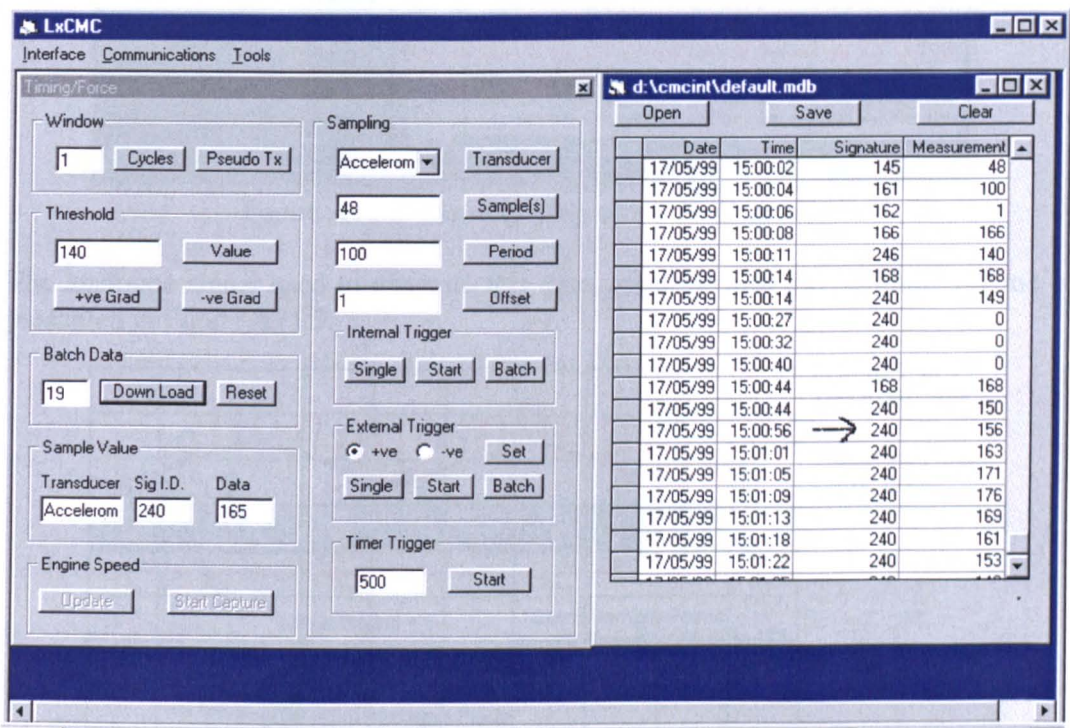 LxCMC
Interface Communications Tools
Timing/Force
Window
1 Cycles Pseudo Tx
Threshold
140 Value
+ve Grad -ve Grad
Batch Data
19 Down Load Reset
Sample Value
Transducer Sig I.D. Data
Accelerom 240 165
Engine Speed
Update Start Capture
Sampling
Accelerom Transducer
48 Sample(s)
100 Period
1 Offset
Internal Trigger
Single Start Batch
External Trigger
+ve -ve Set
Single Start Batch
Timer Trigger
500 Start
d:\cmcint\default.mdb
Open Save Clear
Date Time Signature Measurement
17/05/99 15:00:02 145 48
17/05/99 15:00:04 161 100
17/05/99 15:00:06 162 1
17/05/99 15:00:08 166 166
17/05/99 15:00:11 246 140
17/05/99 15:00:14 168 168
17/05/99 15:00:14 240 149
17/05/99 15:00:27 240 0
17/05/99 15:00:32 240 0
17/05/99 15:00:40 240 0
17/05/99 15:00:44 168 168
17/05/99 15:00:44 240 150
17/05/99 15:00:56 240 156
17/05/99 15:01:01 240 163
17/05/99 15:01:05 240 171
17/05/99 15:01:09 240 176
17/05/99 15:01:13 240 169
17/05/99 15:01:18 240 161
17/05/99 15:01:22 240 153